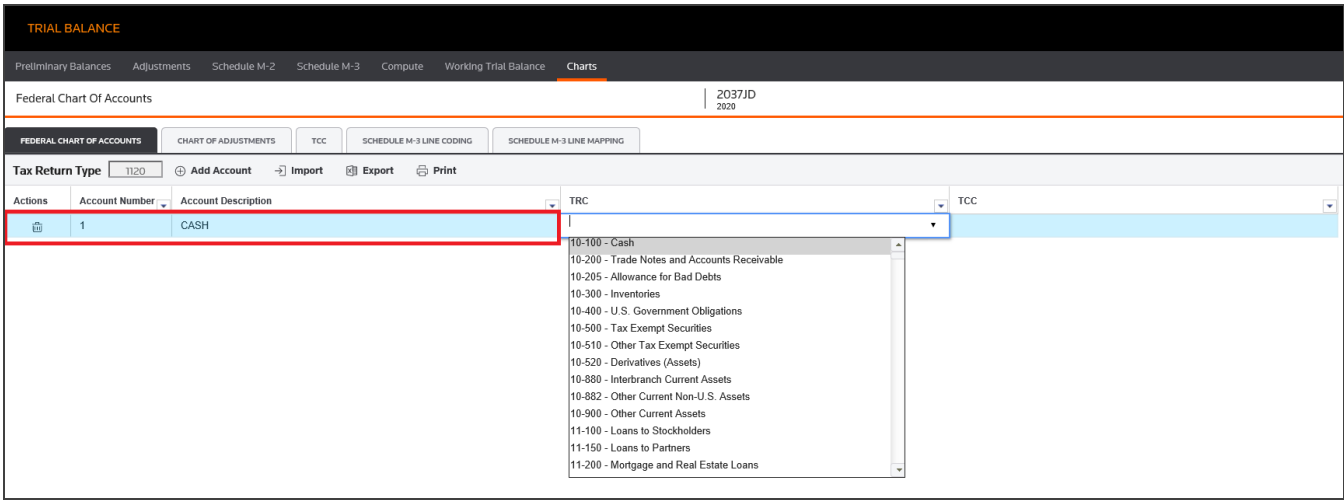 TRIAL BALANCE
Preliminary Balances Adjustments Schedule M-2 Schedule M-3 Compute Working Trial Balance Charts
Federal Chart Of Accounts 2037JD
2020
FEDERAL CHART OF ACCOUNTS CHART OF ADJUSTMENTS TCC SCHEDULE M-3 LINE CODING SCHEDULE M-3 LINE MAPPING
Tax Return Type 1120 Add Account Import Export Print
Actions Account Number Account Description TRC TCC
1 CASH
10-100 - Cash
10-200 - Trade Notes and Accounts Receivable
10-205 - Allowance for Bad Debts
10-300 - Inventories
10-400 - U.S. Government Obligations
10-500 - Tax Exempt Securities
10-510 - Other Tax Exempt Securities
10-520 - Derivatives (Assets)
10-880 - Interbranch Current Assets
10-882 - Other Current Non-U.S. Assets
10-900 - Other Current Assets
11-100 - Loans to Stockholders
11-150 - Loans to Partners
11-200 - Mortgage and Real Estate Loans